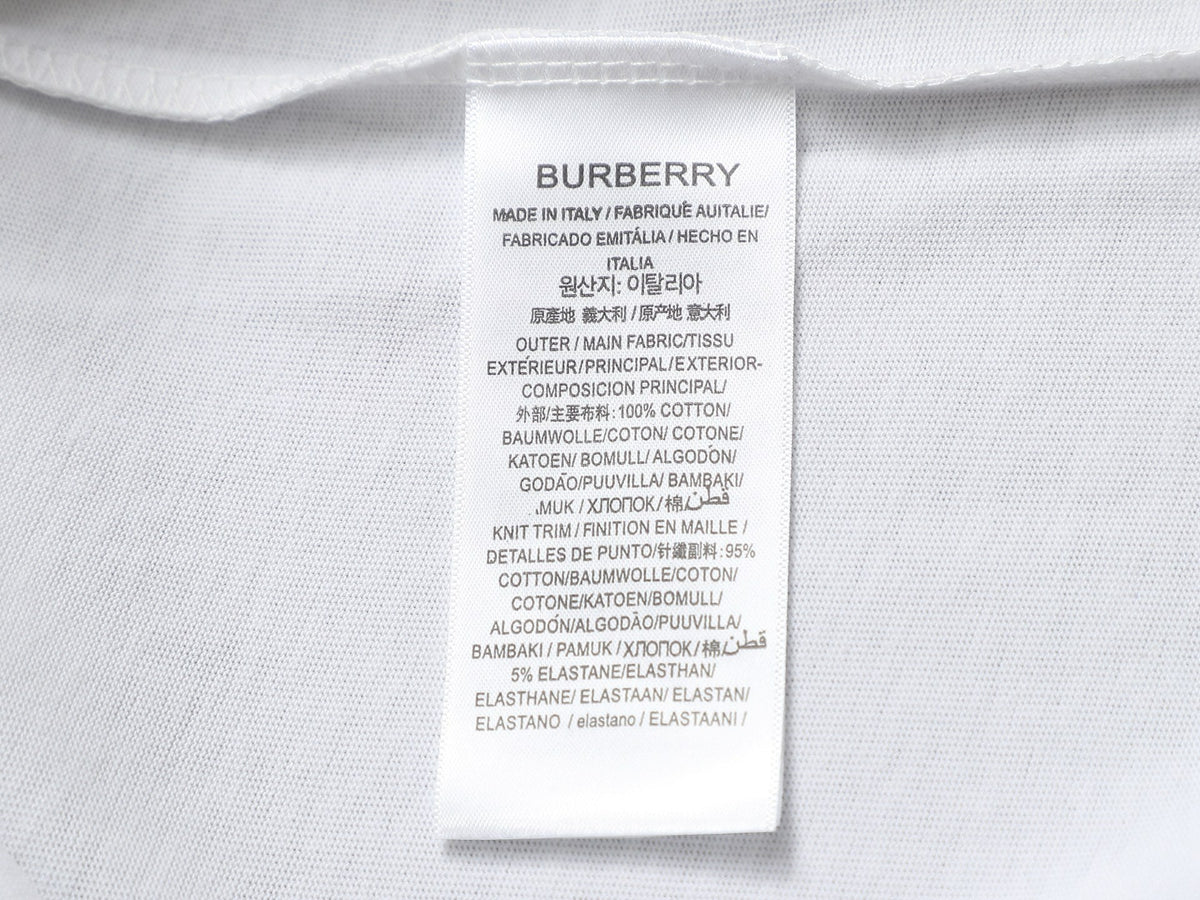 BURBERRY
MADE IN ITALY / FABRIQUÉ AUITALIE/
FABRICADO EMITÁLIA / HECHO EN
ITALIA
원산지: 이탈리아
原產地 義大利 / 原产地 意大利
OUTER / MAIN FABRIC/TISSU
EXTÉRIEUR/PRINCIPAL/EXTERIOR-
COMPOSICION PRINCIPAL/
外部/主要布料:100% COTTON/
BAUMWOLLE/COTON/ COTONE/
KATOEN/ BOMULL/ ALGODÓN/
GODÃO/PUUVILLA/ BAMBAKI/
.MUK / ХЛОПОК/棉/قطن
KNIT TRIM / FINITION EN MAILLE /
DETALLES DE PUNTO/針織副料:95%
COTTON/BAUMWOLLE/COTON/
COTONE/KATOEN/BOMULL/
ALGODÓN/ALGODÃO/PUUVILLA/
BAMBAKI / PAMUK /ХЛОПОК/棉/قطن
5% ELASTANE/ELASTHAN/
ELASTHANE/ ELASTAAN/ ELASTAN/
ELASTANO / elastano / ELASTAANI /